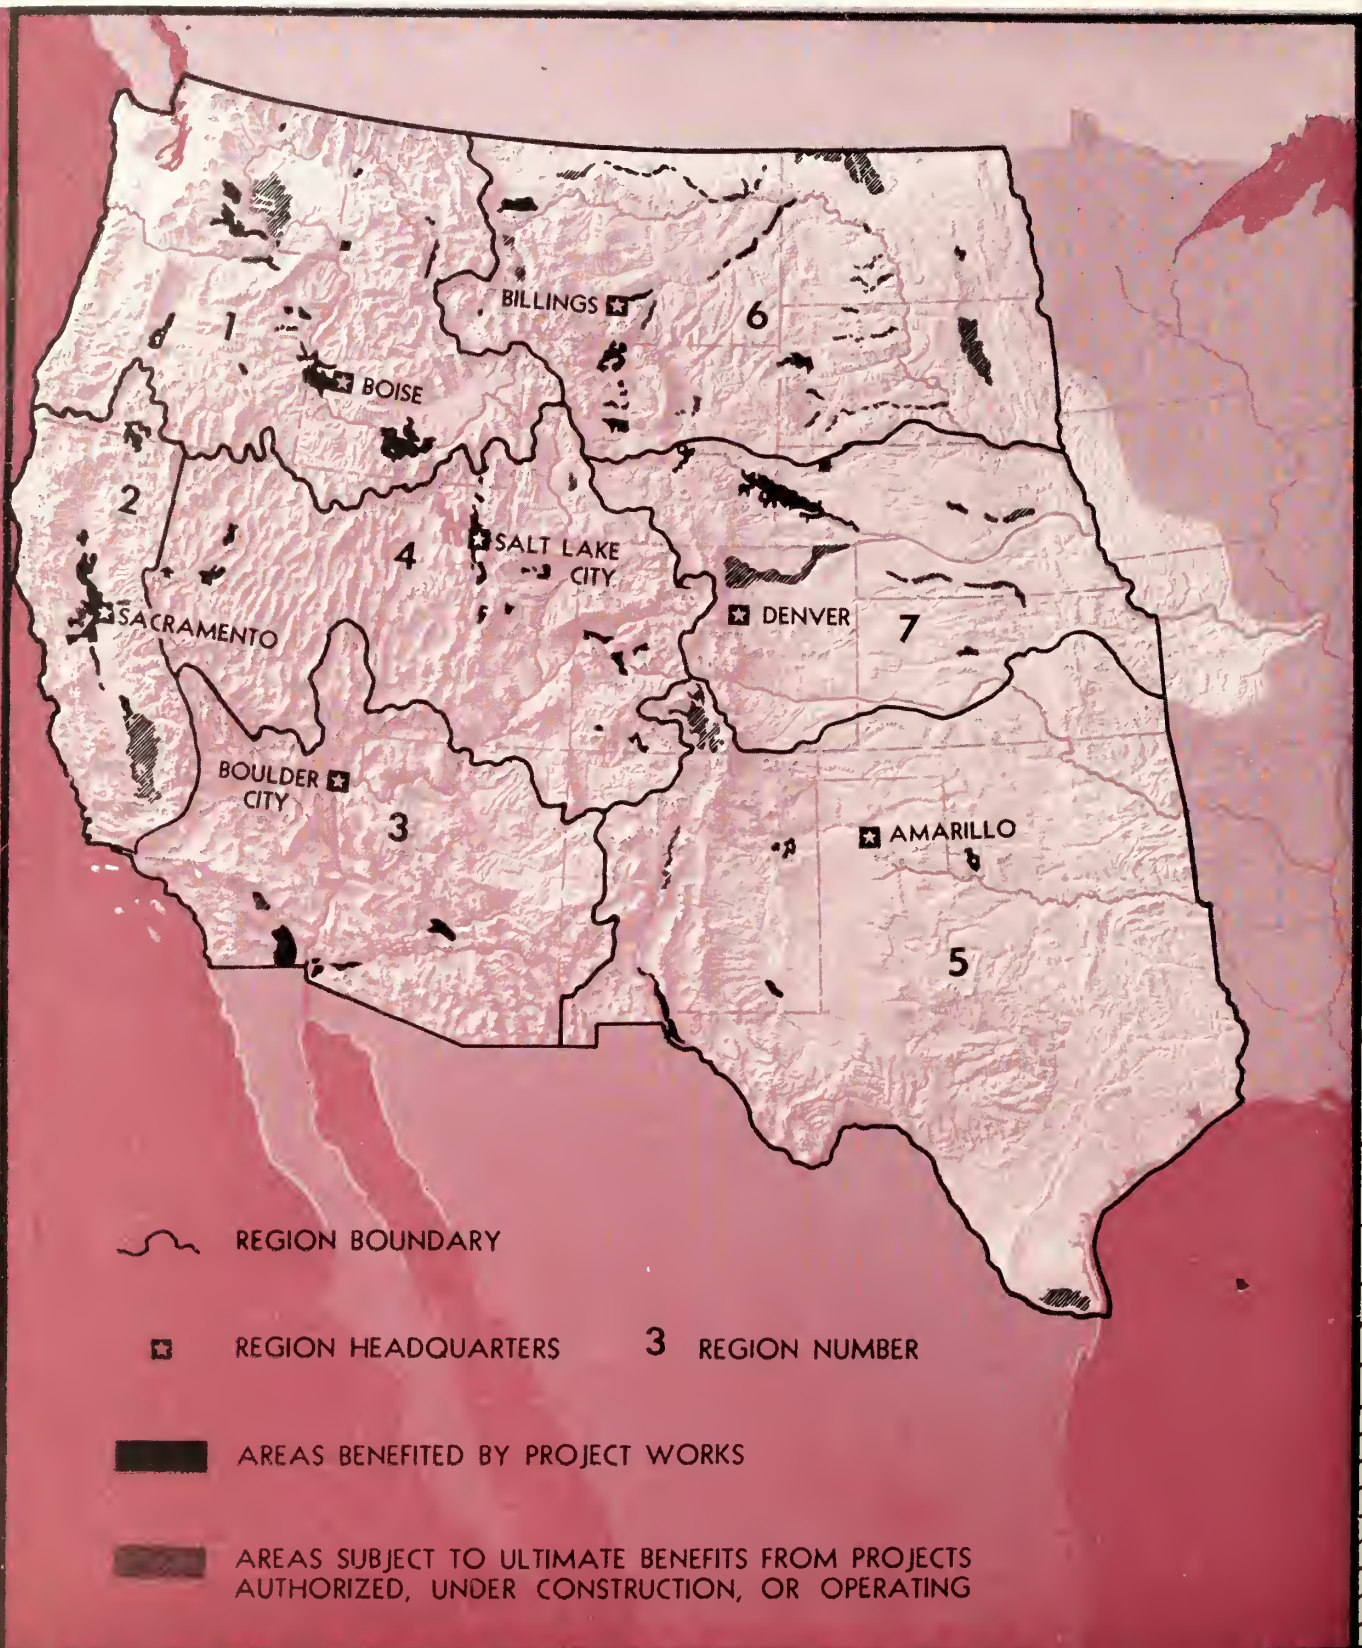 BILLINGS
6
1
BOISE
2
4
SALT LAKE
CITY
SACRAMENTO
DENVER
7
BOULDER
CITY
3
AMARILLO
5
REGION BOUNDARY
REGION HEADQUARTERS
3 REGION NUMBER
AREAS BENEFITED BY PROJECT WORKS
AREAS SUBJECT TO ULTIMATE BENEFITS FROM PROJECTS
AUTHORIZED, UNDER CONSTRUCTION, OR OPERATING